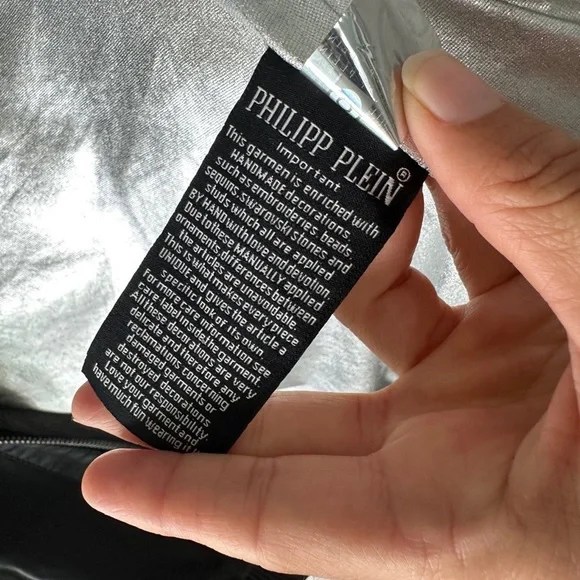 PHILIPP PLEIN®
Important
This garmen is enriched with
HANDMADE decorations,
such as embroderies, beads,
sequins, Swarovski stones and
studs which all are applied
BY HAND with love and devotion.
Due to these MANUALLY applied
ornaments differences between
the articles are unavoidable.
This is what makes every piece
UNIQUE and gives the article a
specific look of its own.
For more care information see
care label inside this garment.
All these decorations are very
delicate and therefore any
reclamations concerning
damaged garments or
destroyed decorations
are not our responsibility.
Love your garment and
have much fun wearing it